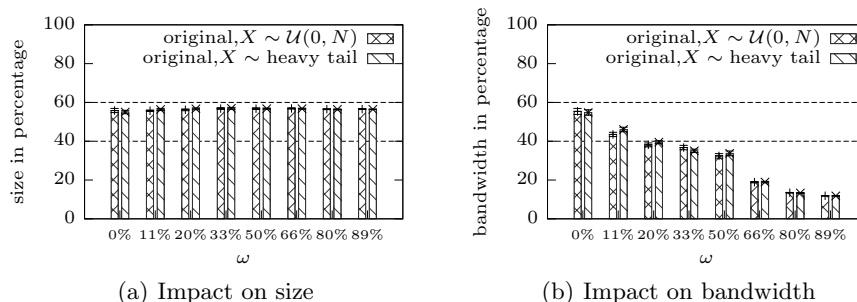 size in percentage
100
80
60
40
20
0
original,X ∼ U(0, N)
original,X ∼ heavy tail
0% 11% 20% 33% 50% 66% 80% 89%
ω
(a) Impact on size
bandwidth in percentage
100
80
60
40
20
0
original,X ∼ U(0, N)
original,X ∼ heavy tail
0% 11% 20% 33% 50% 66% 80% 89%
ω
(b) Impact on bandwidth